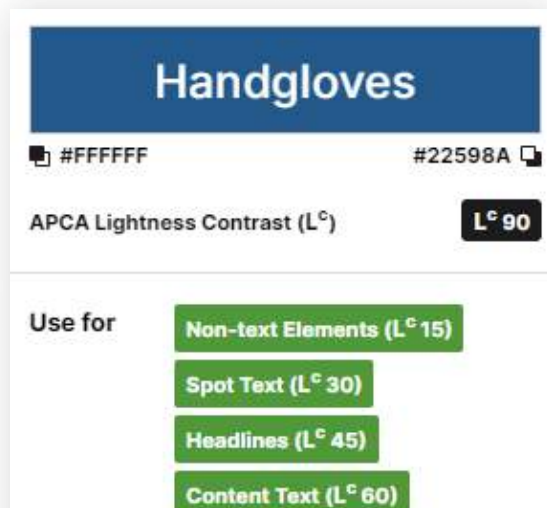 Handgloves
#FFFFFF #22598A
APCA Lightness Contrast (Lᶜ) Lᶜ 90
Use for
Non-text Elements (Lᶜ 15)
Spot Text (Lᶜ 30)
Headlines (Lᶜ 45)
Content Text (Lᶜ 60)